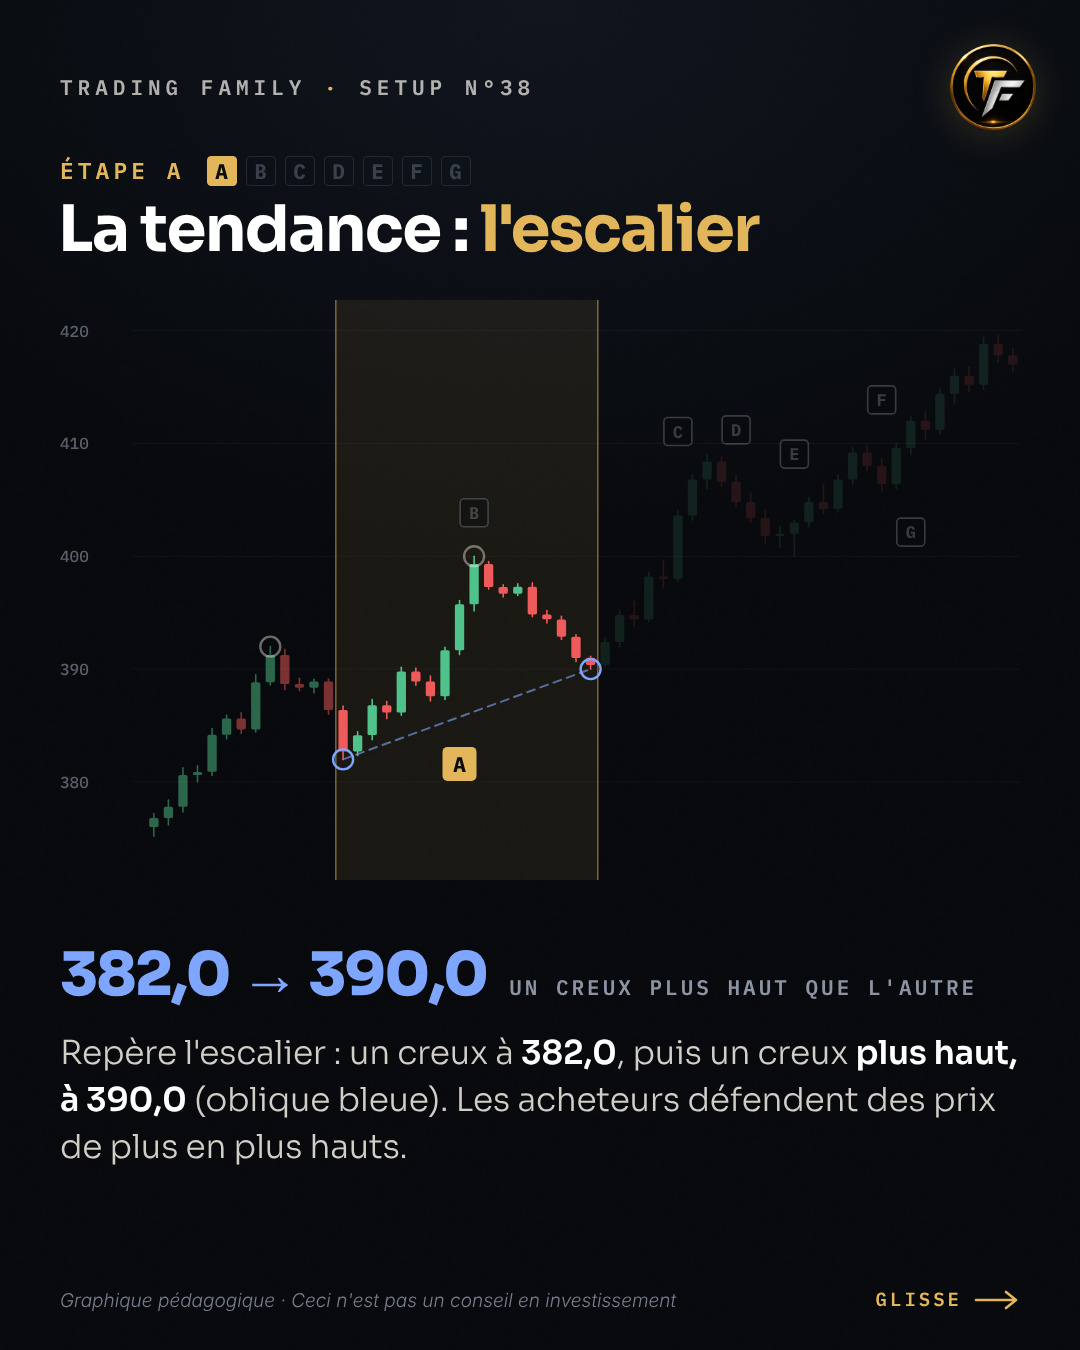 TRADING FAMILY · SETUP N°38
TF
ÉTAPE A A B C D E F G
La tendance : l'escalier
420
410
400
390
380
A
B
C
D
E
F
G
382,0 → 390,0 UN CREUX PLUS HAUT QUE L'AUTRE
Repère l'escalier : un creux à 382,0, puis un creux plus haut,
à 390,0 (oblique bleue). Les acheteurs défendent des prix
de plus en plus hauts.
Graphique pédagogique · Ceci n'est pas un conseil en investissement
GLISSE →